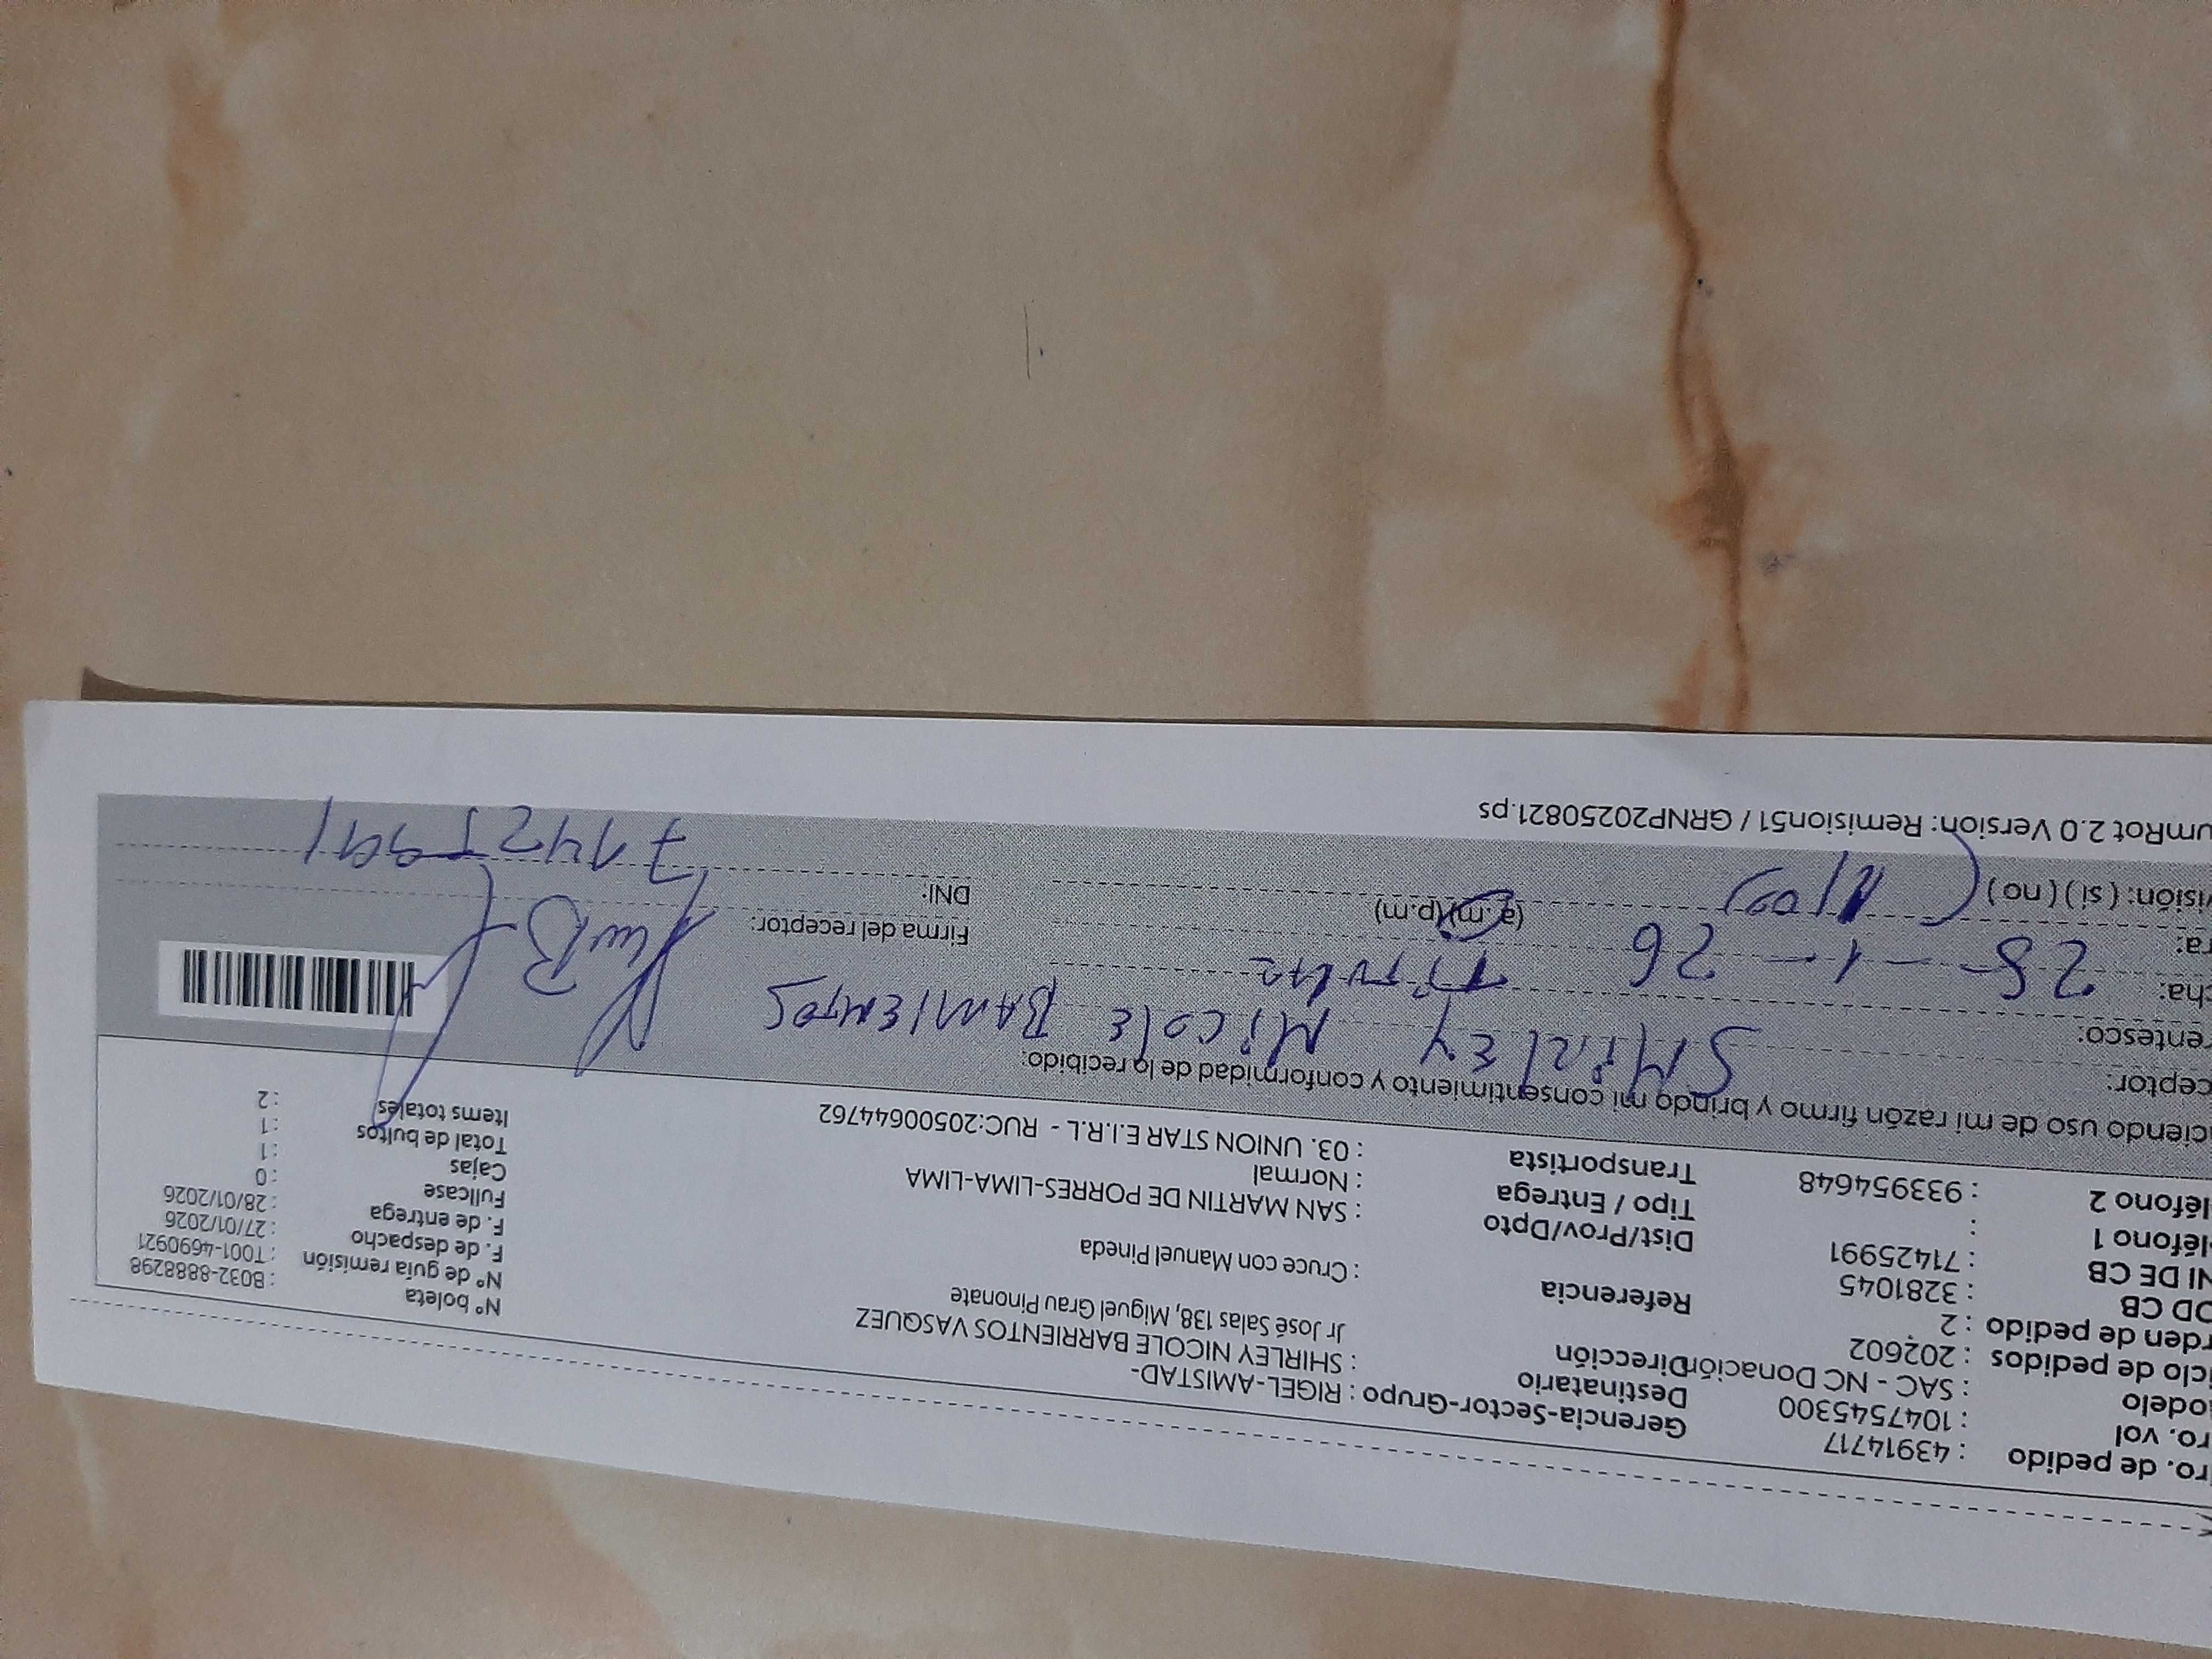 ro. de pedido : 43914717
ro. vol : 1047545300
odelo : SAC - NC Donación
iclo de pedidos : 202602
rden de pedido : 2
OD CB : 3281045
NI DE CB : 71425991
léfono 1 :
léfono 2 : 933954648
Gerencia-Sector-Grupo : RIGEL-AMISTAD-
Destinatario : SHIRLEY NICOLE BARRIENTOS VASQUEZ
Dirección Jr José Salas 138, Miguel Grau Pinonate
Referencia : Cruce con Manuel Pineda
Dist/Prov/Dpto : SAN MARTIN DE PORRES-LIMA-LIMA
Tipo / Entrega : Normal
Transportista : 03. UNION STAR E.I.R.L - RUC:20500644762
Nº boleta : B032-8888298
Nº de guía remisión : T001-4690921
F. de despacho : 27/01/2026
F. de entrega : 28/01/2026
Fullcase : 0
Cajas : 1
Total de bultos : 1
Items totales : 2
ciendo uso de mi razón firmo y brindo mi consentimiento y conformidad de lo recibido:
ceptor: SHIRLEY NICOLE BARRIENTOS
entesco: Titular
cha: 28 - 1 - 26
ra: (a.m)(p.m)
visión: ( si ) ( no )
Firma del receptor:
DNI: 71425991
umRot 2.0 Version: Remision51 / GRNP20250821.ps